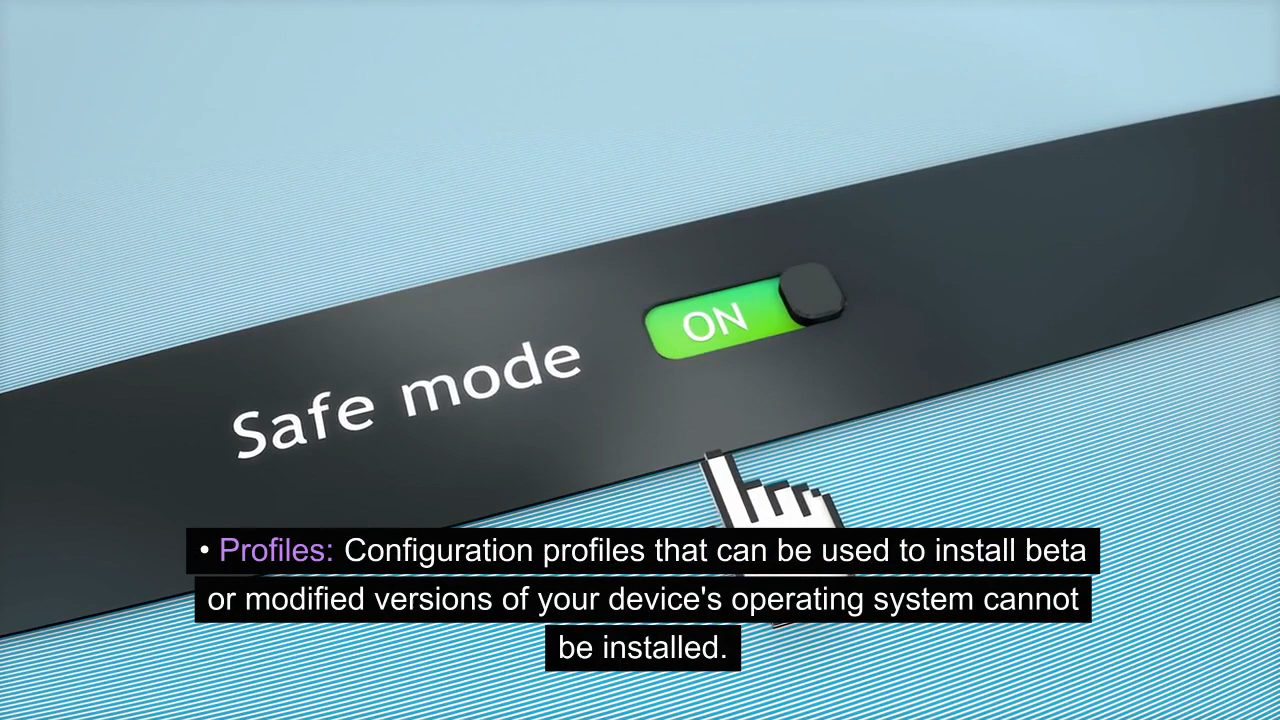 Safe mode
ON
• Profiles: Configuration profiles that can be used to install beta
or modified versions of your device's operating system cannot
be installed.